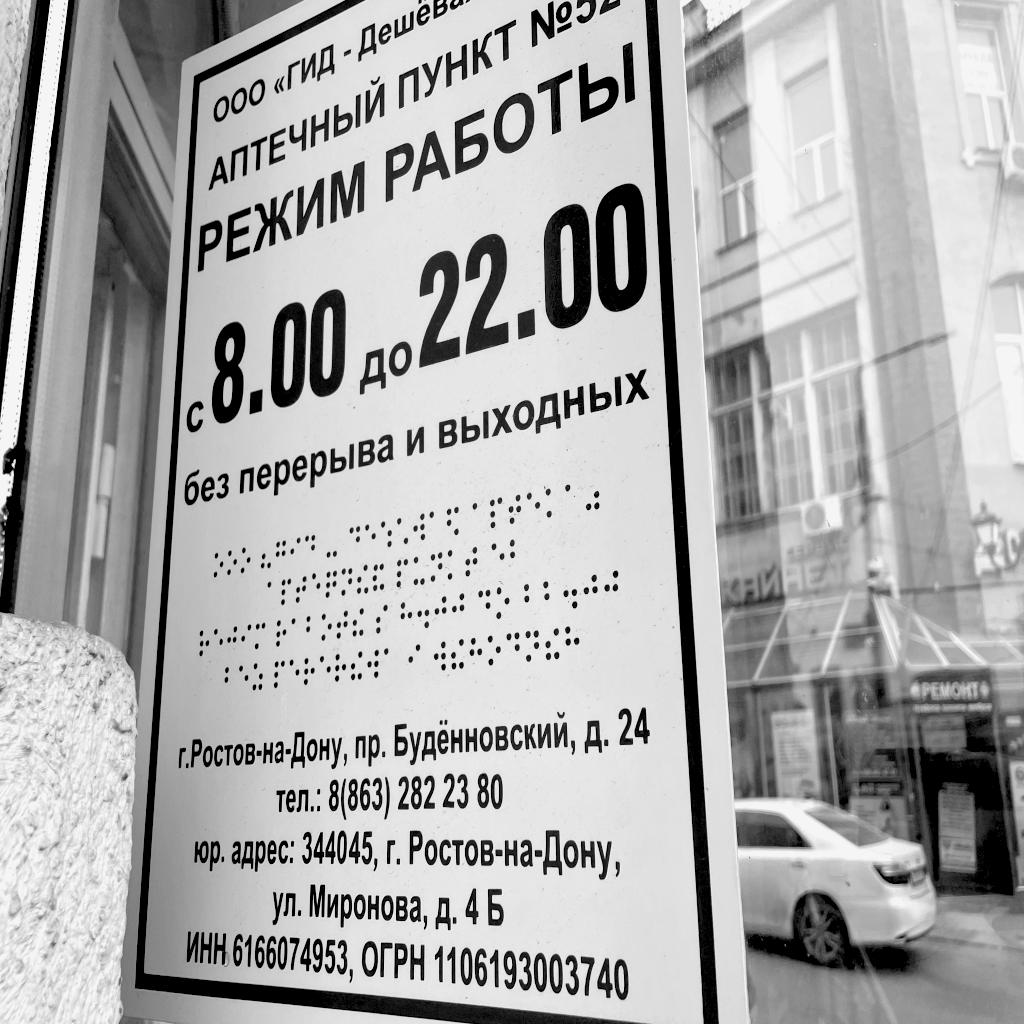 ООО «ГИД - Дешёвая
АПТЕЧНЫЙ ПУНКТ №52
РЕЖИМ РАБОТЫ
с 8.00 до 22.00
без перерыва и выходных
г.Ростов-на-Дону, пр. Будённовский, д. 24
тел.: 8(863) 282 23 80
юр. адрес: 344045, г. Ростов-на-Дону,
ул. Миронова, д. 4 Б
ИНН 6166074953, ОГРН 1106193003740
РЕМОНТ